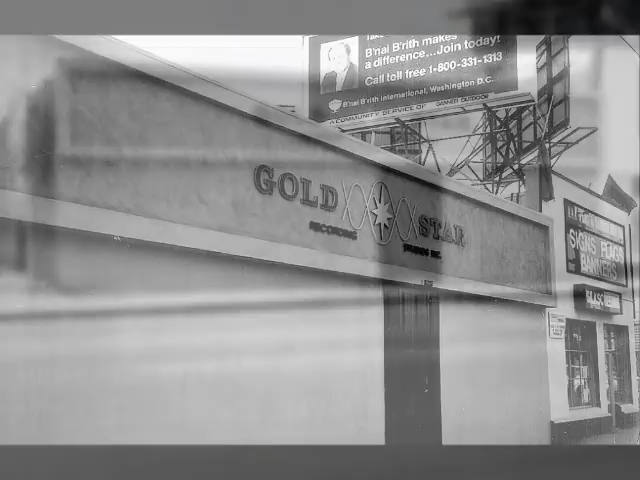 B'nai B'rith makes
a difference...Join today!
Call toll free 1-800-331-1313
B'nai B'rith International, Washington D.C.
A COMMUNITY SERVICE OF GANNETT OUTDOOR
GOLD STAR
RECORDING STUDIOS INC.
SIGNS FLAGS
BANNERS